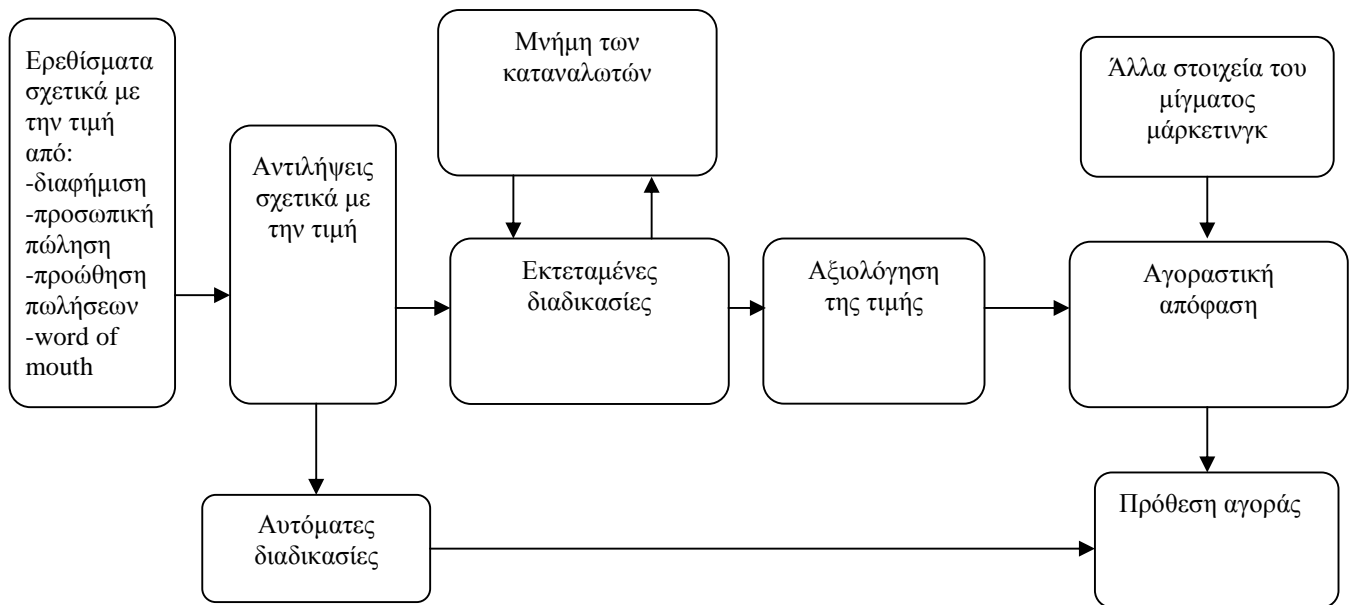 Ερεθίσματα
σχετικά με
την τιμή
από:
-διαφήμιση
-προσωπική
πώληση
-προώθηση
πωλήσεων
-word of
mouth
Αντιλήψεις
σχετικά με
την τιμή
Μνήμη των
καταναλωτών
Εκτεταμένες
διαδικασίες
Αξιολόγηση
της τιμής
Άλλα στοιχεία του
μίγματος
μάρκετινγκ
Αγοραστική
απόφαση
Αυτόματες
διαδικασίες
Πρόθεση αγοράς